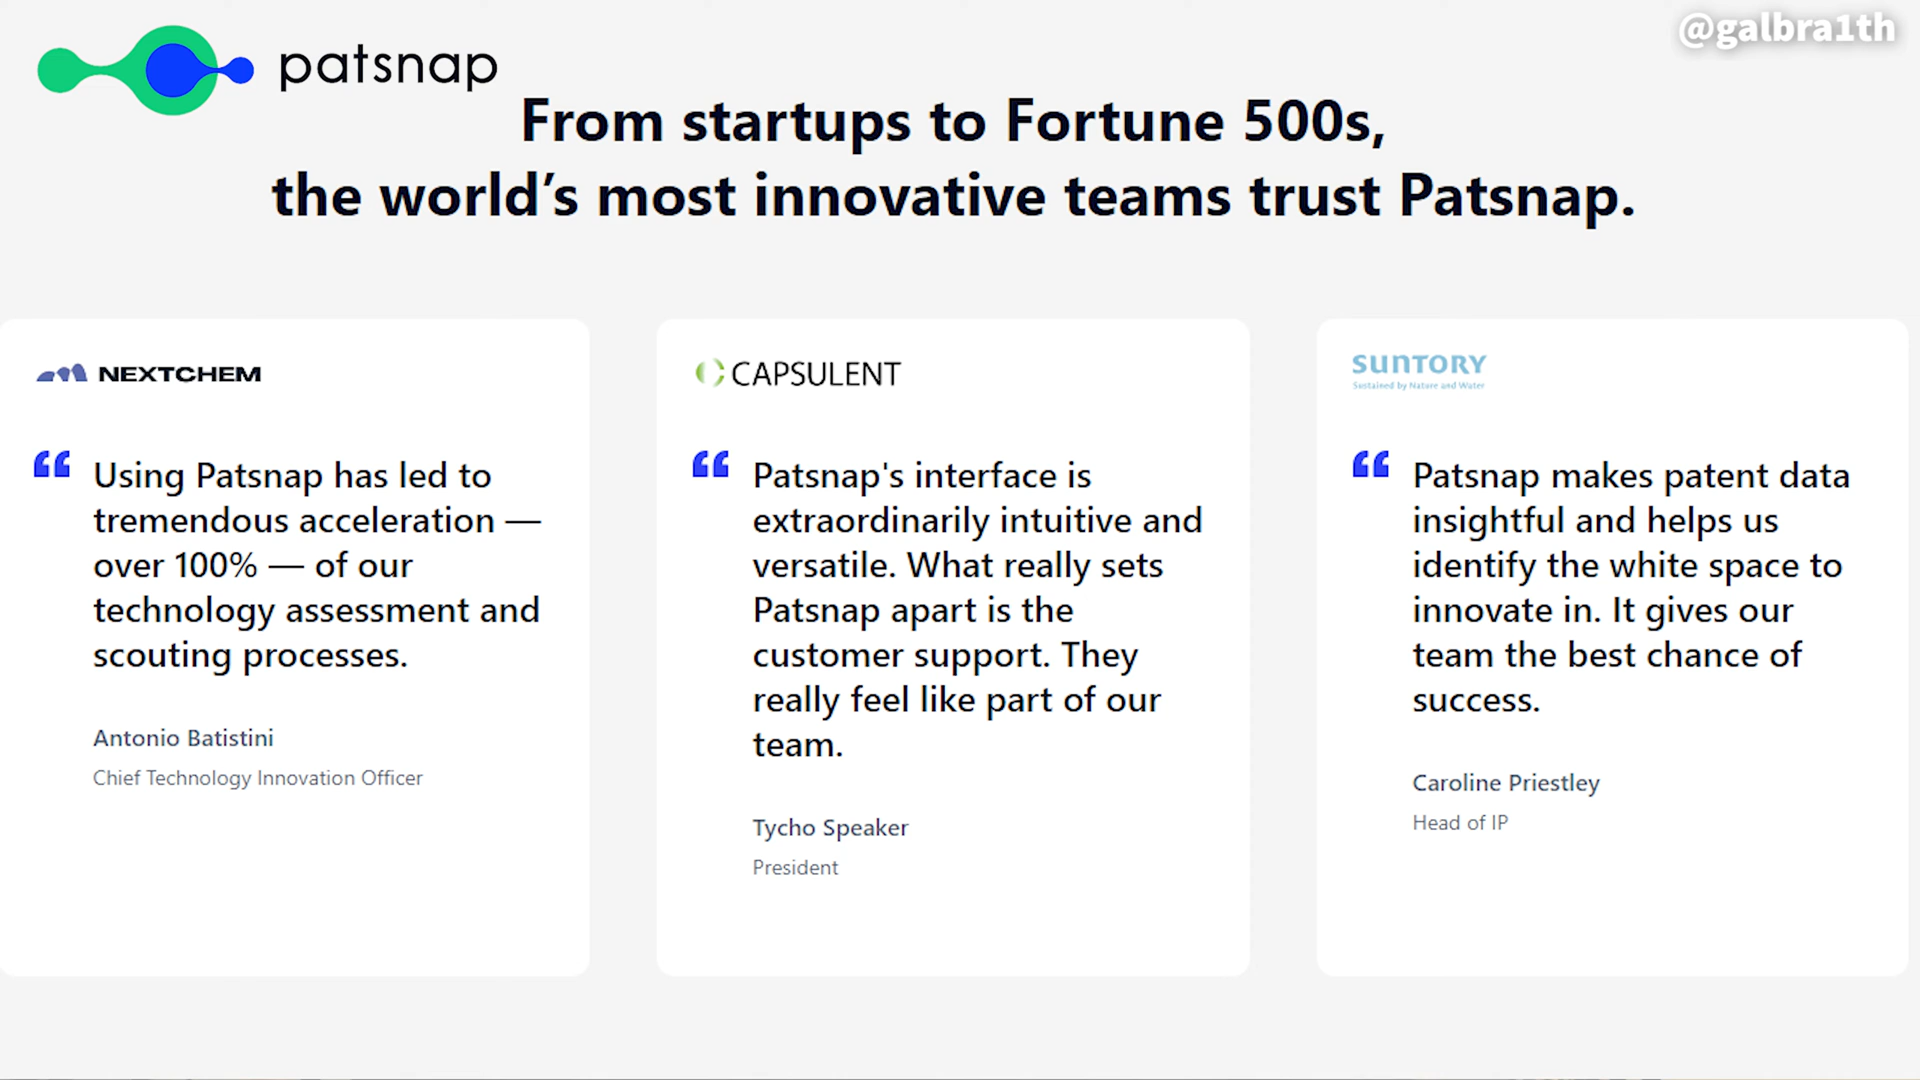 @galbra1th
patsnap
From startups to Fortune 500s,
the world’s most innovative teams trust Patsnap.
NEXTCHEM
“ Using Patsnap has led to
tremendous acceleration —
over 100% — of our
technology assessment and
scouting processes.
Antonio Batistini
Chief Technology Innovation Officer
CAPSULENT
“ Patsnap's interface is
extraordinarily intuitive and
versatile. What really sets
Patsnap apart is the
customer support. They
really feel like part of our
team.
Tycho Speaker
President
SUNTORY
Sustained by Nature and Water
“ Patsnap makes patent data
insightful and helps us
identify the white space to
innovate in. It gives our
team the best chance of
success.
Caroline Priestley
Head of IP